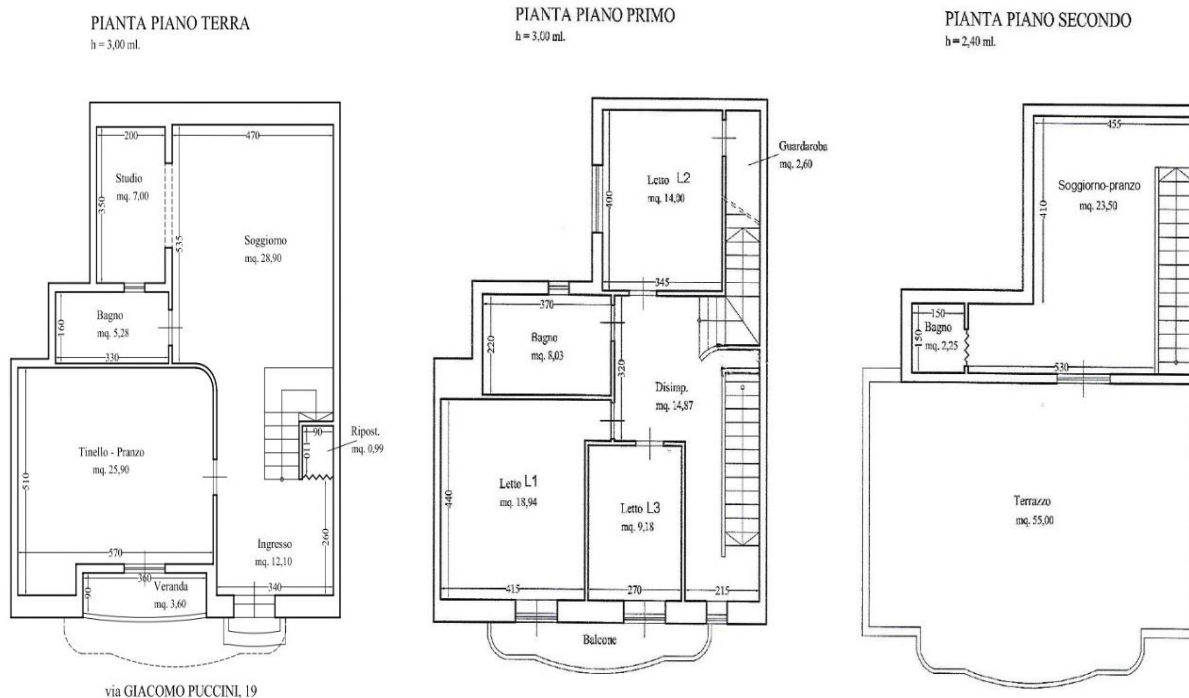 PIANTA PIANO TERRA
h = 3,00 ml.
200
470
Studio
mq. 7,00
350
535
Soggiorno
mq. 28,90
Bagno
mq. 5,28
160
330
Tinello - Pranzo
mq. 25,90
510
570
90
110
Ripost.
mq. 0,99
260
Ingresso
mq. 12,10
340
360
Veranda
mq. 3,60
90
via GIACOMO PUCCINI, 19
PIANTA PIANO PRIMO
h = 3,00 ml.
Guardaroba
mq. 2,60
Letto L2
mq. 14,00
400
345
370
Bagno
mq. 8,03
220
320
Disimp.
mq. 14,87
Letto L1
mq. 18,94
440
415
Letto L3
mq. 9,18
270
215
Balcone
PIANTA PIANO SECONDO
h = 2,40 ml.
455
Soggiorno-pranzo
mq. 23,50
410
150
Bagno
mq. 2,25
150
530
Terrazzo
mq. 55,00